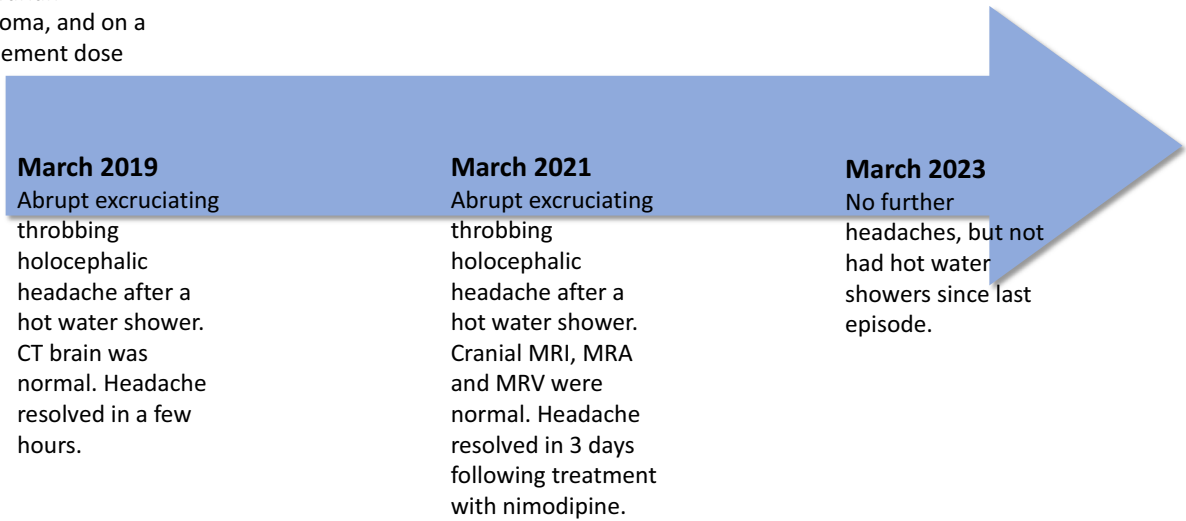 oma, and on a
ement dose
March 2019
Abrupt excruciating
throbbing
holocephalic
headache after a
hot water shower.
CT brain was
normal. Headache
resolved in a few
hours.
March 2021
Abrupt excruciating
throbbing
holocephalic
headache after a
hot water shower.
Cranial MRI, MRA
and MRV were
normal. Headache
resolved in 3 days
following treatment
with nimodipine.
March 2023
No further
headaches, but not
had hot water
showers since last
episode.